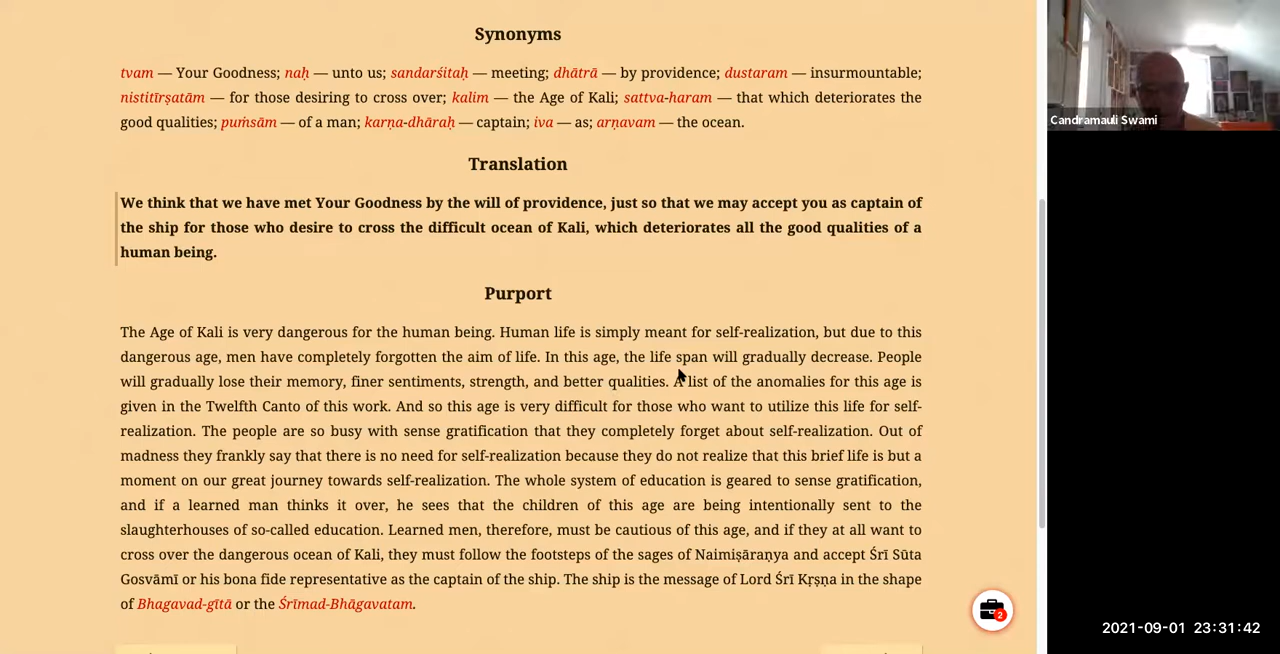 Synonyms
tvam — Your Goodness; naḥ — unto us; sandarśitaḥ — meeting; dhātrā — by providence; dustaram — insurmountable;
nistitīrṣatām — for those desiring to cross over; kalim — the Age of Kali; sattva-haram — that which deteriorates the
good qualities; puṁsām — of a man; karṇa-dhāraḥ — captain; iva — as; arṇavam — the ocean.
Translation
We think that we have met Your Goodness by the will of providence, just so that we may accept you as captain of
the ship for those who desire to cross the difficult ocean of Kali, which deteriorates all the good qualities of a
human being.
Purport
The Age of Kali is very dangerous for the human being. Human life is simply meant for self-realization, but due to this
dangerous age, men have completely forgotten the aim of life. In this age, the life span will gradually decrease. People
will gradually lose their memory, finer sentiments, strength, and better qualities. A list of the anomalies for this age is
given in the Twelfth Canto of this work. And so this age is very difficult for those who want to utilize this life for self-
realization. The people are so busy with sense gratification that they completely forget about self-realization. Out of
madness they frankly say that there is no need for self-realization because they do not realize that this brief life is but a
moment on our great journey towards self-realization. The whole system of education is geared to sense gratification,
and if a learned man thinks it over, he sees that the children of this age are being intentionally sent to the
slaughterhouses of so-called education. Learned men, therefore, must be cautious of this age, and if they at all want to
cross over the dangerous ocean of Kali, they must follow the footsteps of the sages of Naimiṣāraṇya and accept Śrī Sūta
Gosvāmī or his bona fide representative as the captain of the ship. The ship is the message of Lord Śrī Kṛṣṇa in the shape
of Bhagavad-gītā or the Śrīmad-Bhāgavatam.
Candramauli Swami
2
2021-09-01 23:31:42